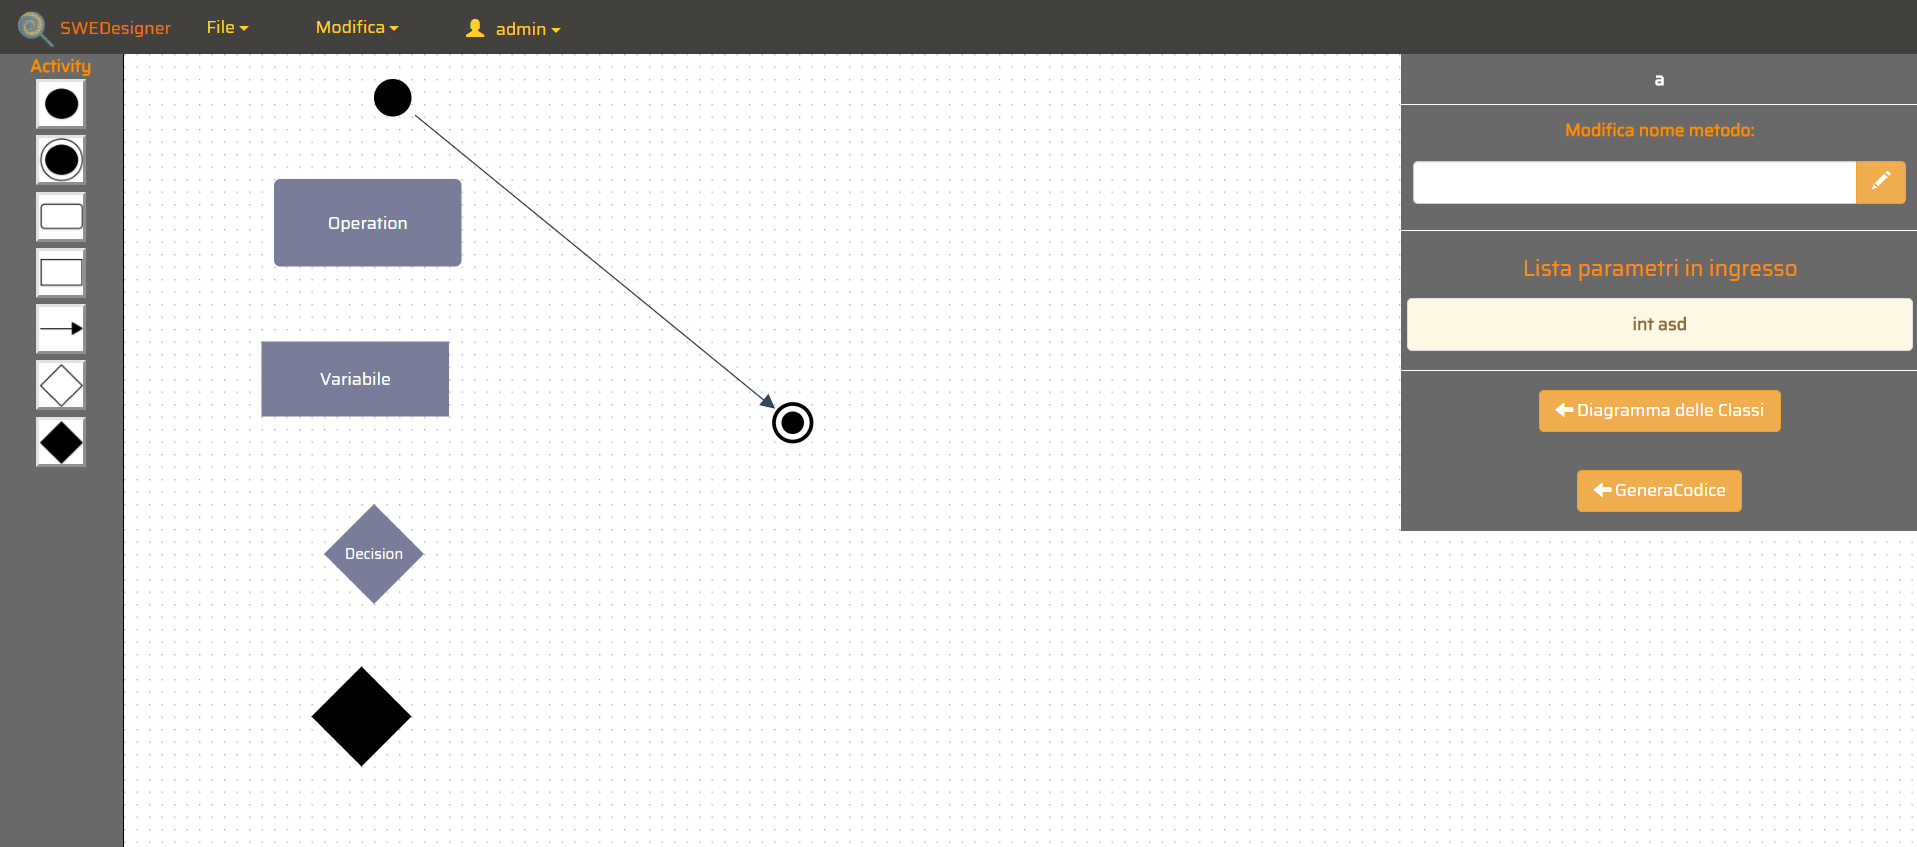 SWEDesigner File Modifica admin
Activity
Operation
Variabile
Decision
a
Modifica nome metodo:
Lista parametri in ingresso
int asd
Diagramma delle Classi
GeneraCodice